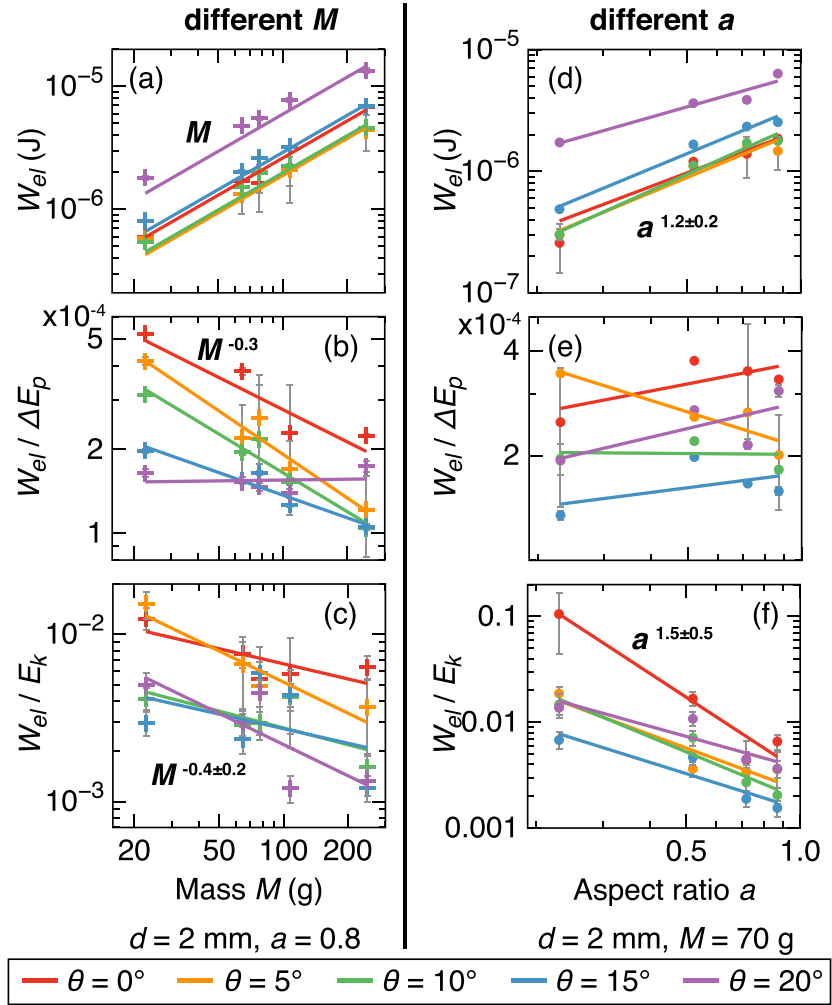 different M
different a
(a)
M
W_el (J)
10^-5
10^-6
(d)
a^1.2±0.2
W_el (J)
10^-5
10^-6
10^-7
(b)
M^-0.3
W_el / ΔE_p
x10^-4
5
2
1
(e)
W_el / ΔE_p
x10^-4
4
2
(c)
M^-0.4±0.2
W_el / E_k
10^-2
10^-3
20 50 100 200
Mass M (g)
(f)
a^1.5±0.5
W_el / E_k
0.1
0.01
0.001
0.5 1.0
Aspect ratio a
d = 2 mm, a = 0.8
d = 2 mm, M = 70 g
θ = 0° θ = 5° θ = 10° θ = 15° θ = 20°